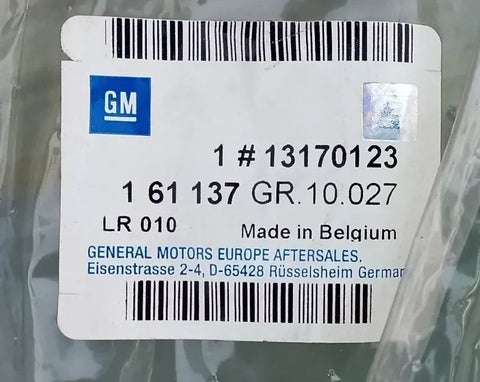 GM
1 # 13170123
1 61 137 GR.10.027
LR 010 Made in Belgium
GENERAL MOTORS EUROPE AFTERSALES.
Eisenstrasse 2-4, D-65428 Rüsselsheim German